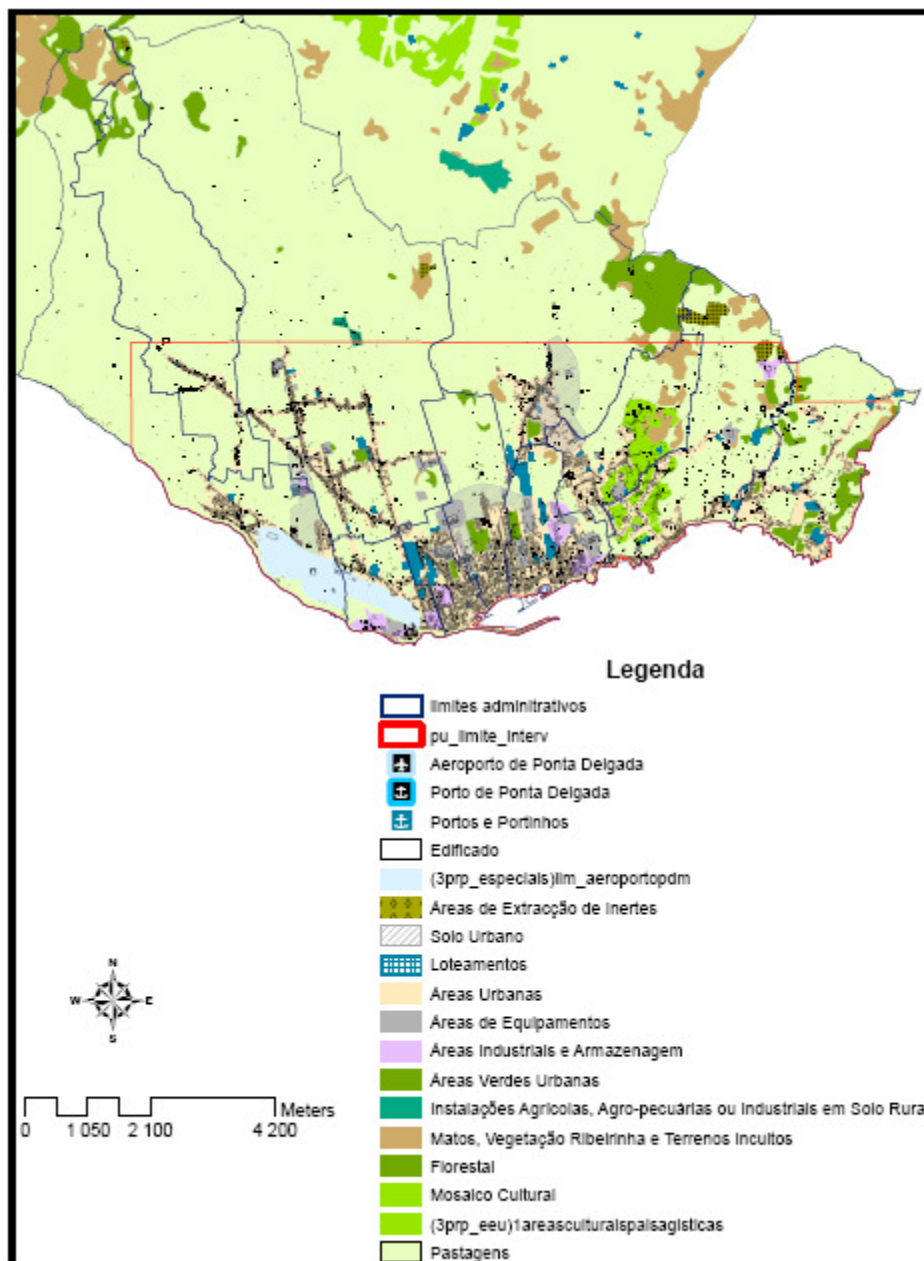 Legenda
limites adminitrativos
pu_limite_interv
Aeroporto de Ponta Delgada
Porto de Ponta Delgada
Portos e Portinhos
Edificado
(3prp_especiais)lim_aeroportopdm
Áreas de Extracção de Inertes
Solo Urbano
Loteamentos
Áreas Urbanas
Áreas de Equipamentos
Áreas Industriais e Armazenagem
Áreas Verdes Urbanas
Instalações Agrícolas, Agro-pecuárias ou Industriais em Solo Rura
Matos, Vegetação Ribeirinha e Terrenos Incultos
Florestal
Mosaico Cultural
(3prp_eeu)1areasculturaispaisagisticas
Pastagens
N
W E
S
Meters
0 1 050 2 100 4 200